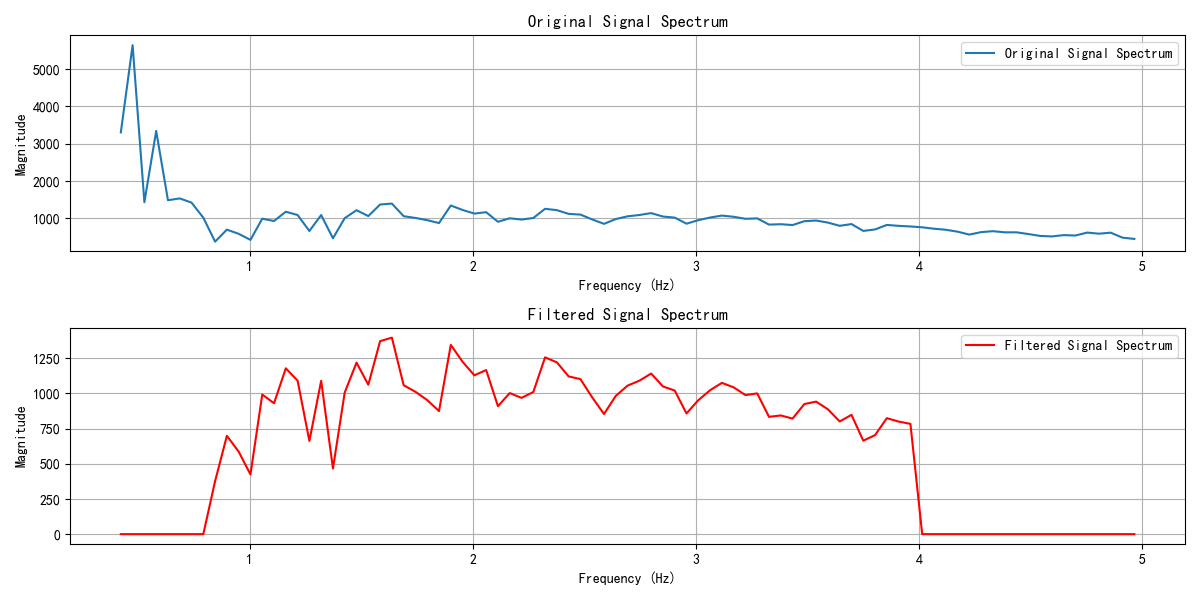 Original Signal Spectrum
Original Signal Spectrum
Magnitude
5000
4000
3000
2000
1000
1 2 3 4 5
Frequency (Hz)
Filtered Signal Spectrum
Filtered Signal Spectrum
Magnitude
1250
1000
750
500
250
0
1 2 3 4 5
Frequency (Hz)